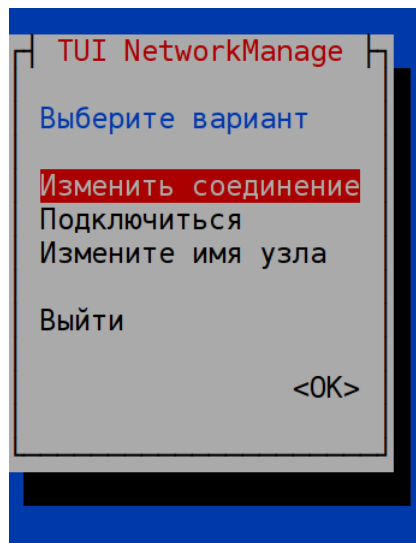 TUI NetworkManage
Выберите вариант
Изменить соединение
Подключиться
Измените имя узла
Выйти
<OK>